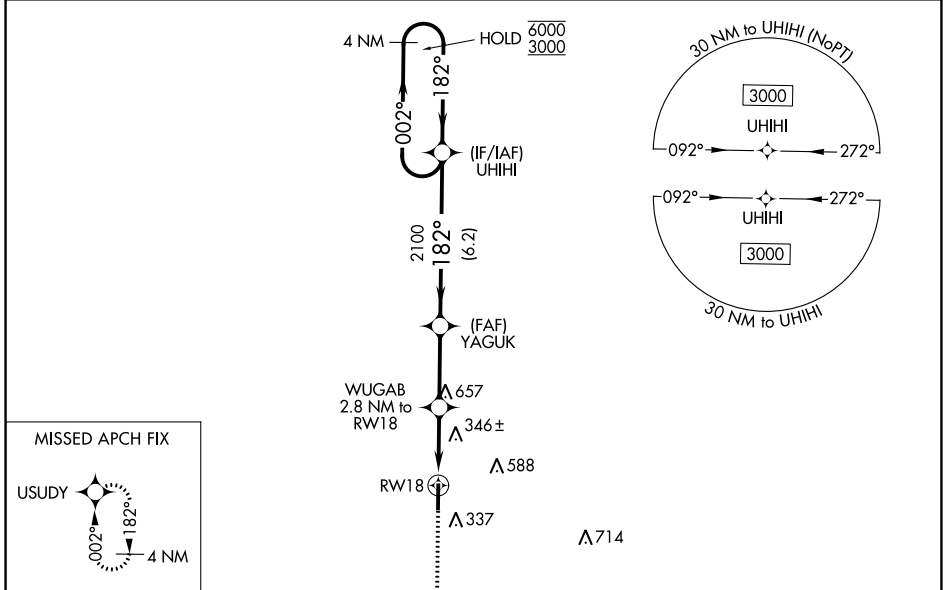 4 NM
HOLD 6000
3000
002°
182°
(IF/IAF)
UHIHI
2100
182°
(6.2)
(FAF)
YAGUK
WUGAB
2.8 NM to
RW18
657
346±
588
RW18
337
714
30 NM to UHIHI (NoPT)
3000
UHIHI
092°
272°
092°
272°
UHIHI
3000
30 NM to UHIHI
MISSED APCH FIX
USUDY
002°
182°
4 NM